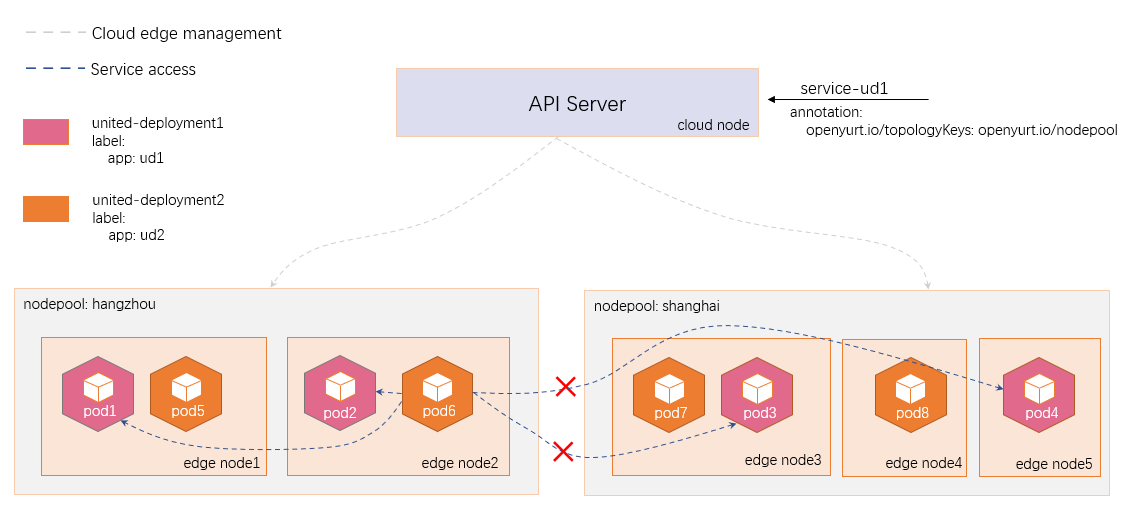 Cloud edge management
Service access
API Server
cloud node
service-ud1
annotation:
openyurt.io/topologyKeys: openyurt.io/nodepool
united-deployment1
label:
app: ud1
united-deployment2
label:
app: ud2
nodepool: hangzhou
pod1
pod5
edge node1
pod2
pod6
edge node2
nodepool: shanghai
pod7
pod3
edge node3
pod8
edge node4
pod4
edge node5